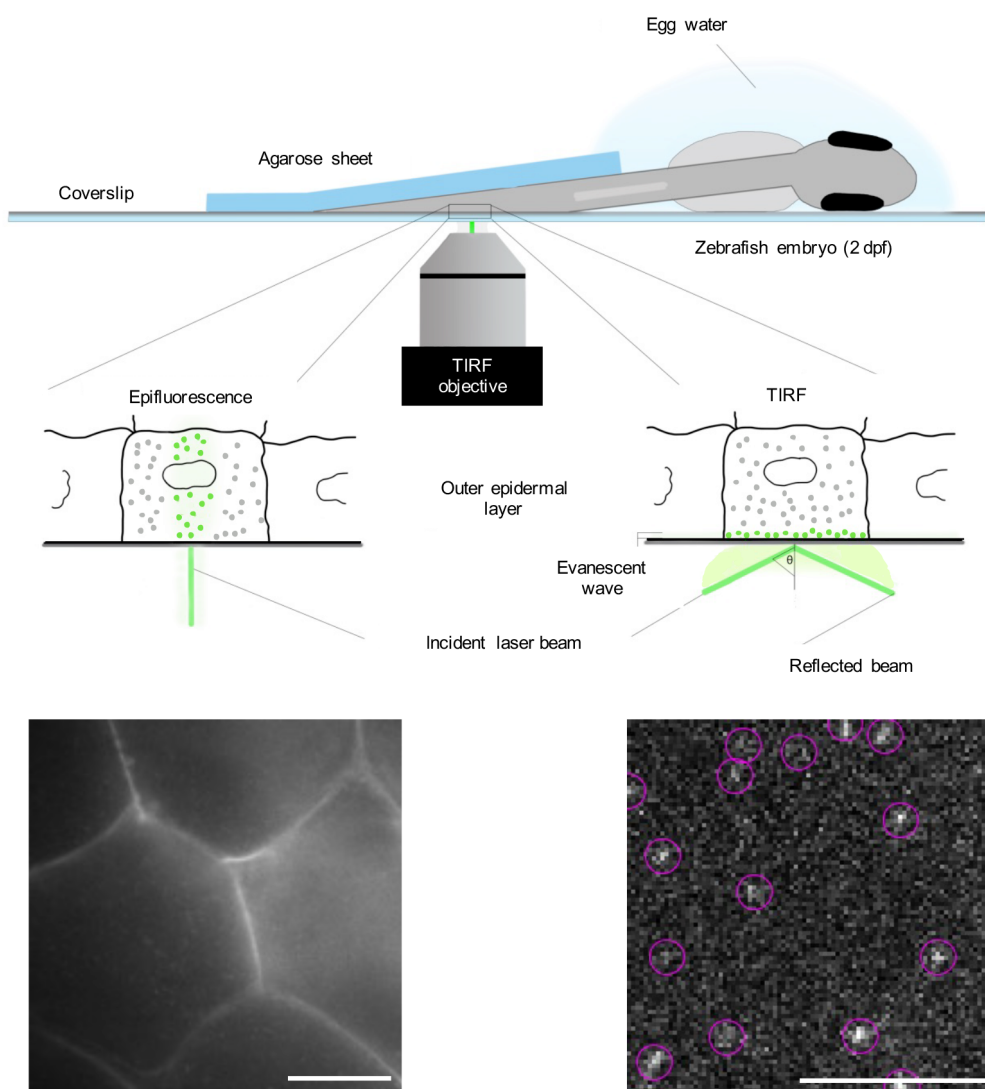 Egg water
Agarose sheet
Coverslip
Zebrafish embryo (2 dpf)
TIRF
objective
Epifluorescence
TIRF
Outer epidermal
layer
Evanescent
wave
θ
Incident laser beam
Reflected beam